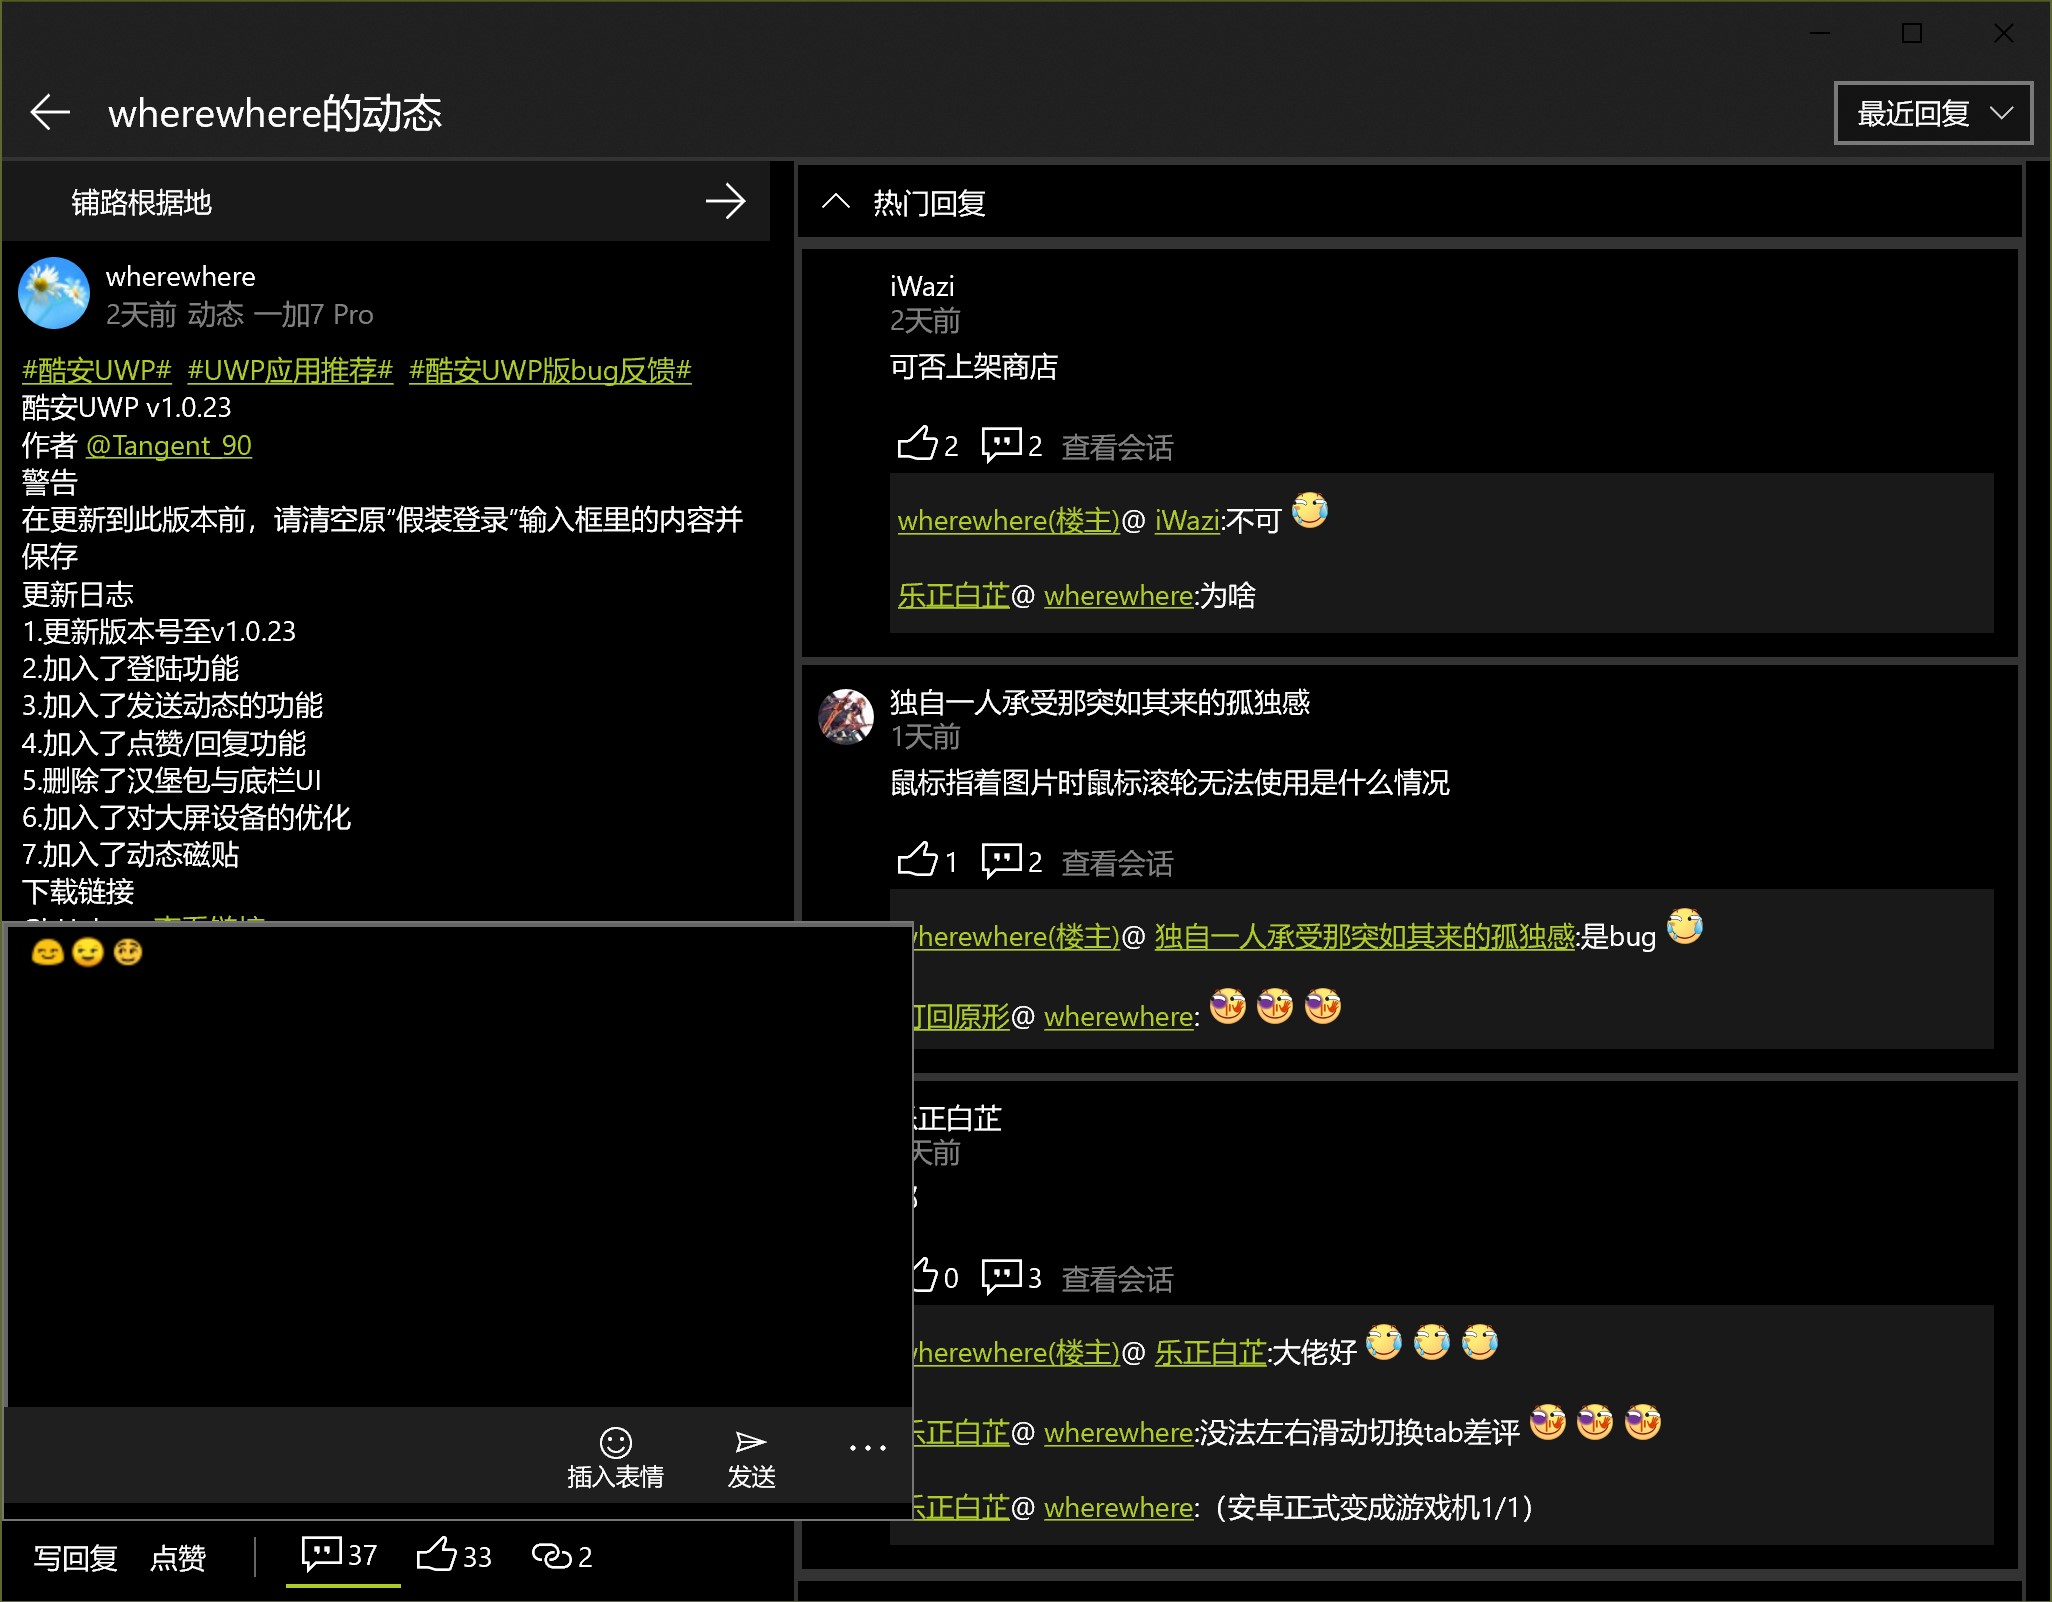 wherewhere的动态
最近回复
铺路根据地
wherewhere
2天前 动态 一加7 Pro
#酷安UWP# #UWP应用推荐# #酷安UWP版bug反馈#
酷安UWP v1.0.23
作者 @Tangent_90
警告
在更新到此版本前，请清空原“假装登录”输入框里的内容并
保存
更新日志
1.更新版本号至v1.0.23
2.加入了登陆功能
3.加入了发送动态的功能
4.加入了点赞/回复功能
5.删除了汉堡包与底栏UI
6.加入了对大屏设备的优化
7.加入了动态磁贴
下载链接
插入表情
发送
写回复 点赞 37 33 2
热门回复
iWazi
2天前
可否上架商店
2 2 查看会话
wherewhere(楼主)@ iWazi:不可
乐正白芷@ wherewhere:为啥
独自一人承受那突如其来的孤独感
1天前
鼠标指着图片时鼠标滚轮无法使用是什么情况
1 2 查看会话
wherewhere(楼主)@ 独自一人承受那突如其来的孤独感:是bug
回原形@ wherewhere:
正白芷
天前
0 3 查看会话
wherewhere(楼主)@ 乐正白芷:大佬好
正白芷@ wherewhere:没法左右滑动切换tab差评
正白芷@ wherewhere:（安卓正式变成游戏机1/1）